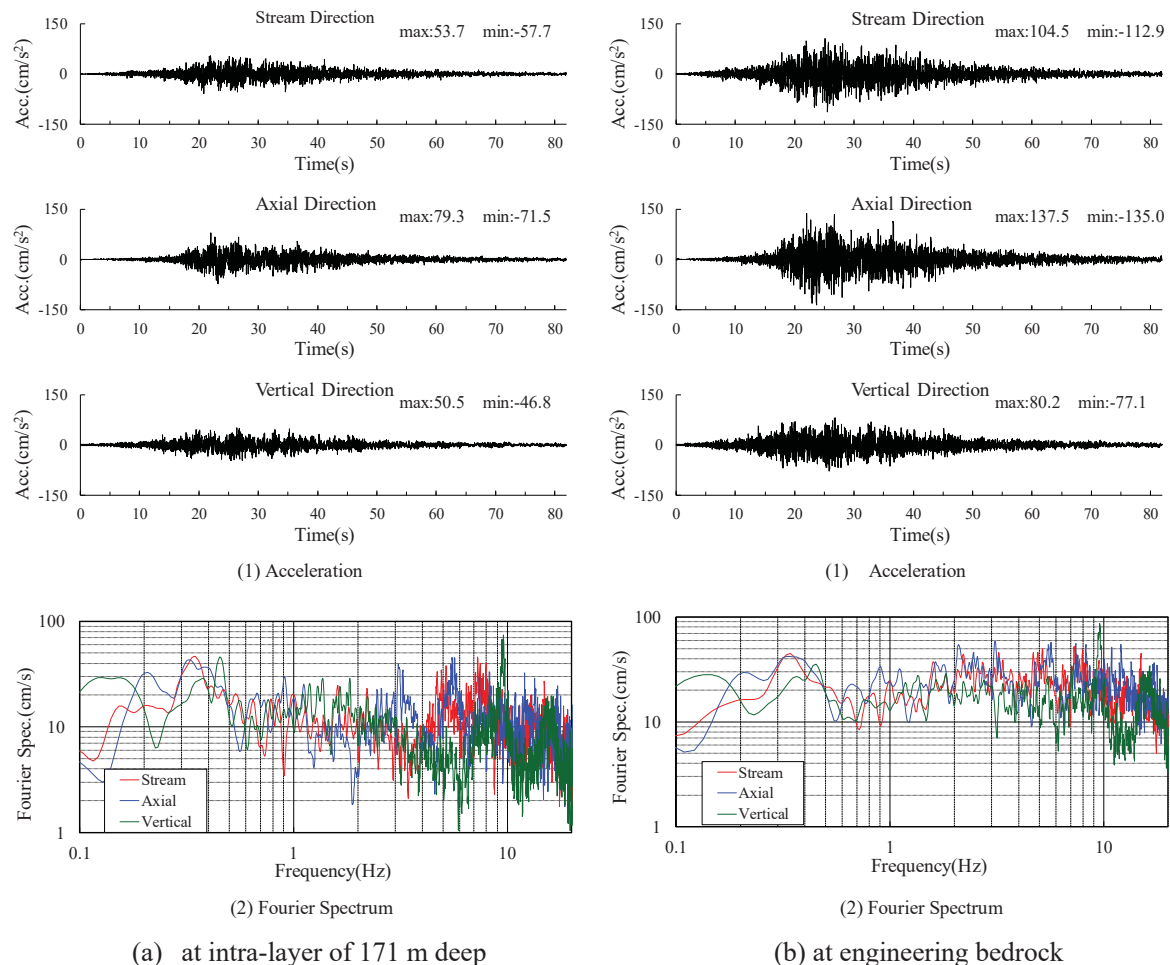 Stream Direction
max:53.7 min:-57.7
150
0
-150
Acc.(cm/s²)
0 10 20 30 40 50 60 70 80
Time(s)
Axial Direction
max:79.3 min:-71.5
150
0
-150
Acc.(cm/s²)
0 10 20 30 40 50 60 70 80
Time(s)
Vertical Direction
max:50.5 min:-46.8
150
0
-150
Acc.(cm/s²)
0 10 20 30 40 50 60 70 80
Time(s)
(1) Acceleration
100
10
1
Fourier Spec.(cm/s)
Stream
Axial
Vertical
0.1 1 10
Frequency(Hz)
(2) Fourier Spectrum
(a) at intra-layer of 171 m deep
Stream Direction
max:104.5 min:-112.9
150
0
-150
Acc.(cm/s²)
0 10 20 30 40 50 60 70 80
Time(s)
Axial Direction
max:137.5 min:-135.0
150
0
-150
Acc.(cm/s²)
0 10 20 30 40 50 60 70 80
Time(s)
Vertical Direction
max:80.2 min:-77.1
150
0
-150
Acc.(cm/s²)
0 10 20 30 40 50 60 70 80
Time(s)
(1) Acceleration
100
10
1
Fourier Spec.(cm/s)
Stream
Axial
Vertical
0.1 1 10
Frequency(Hz)
(2) Fourier Spectrum
(b) at engineering bedrock